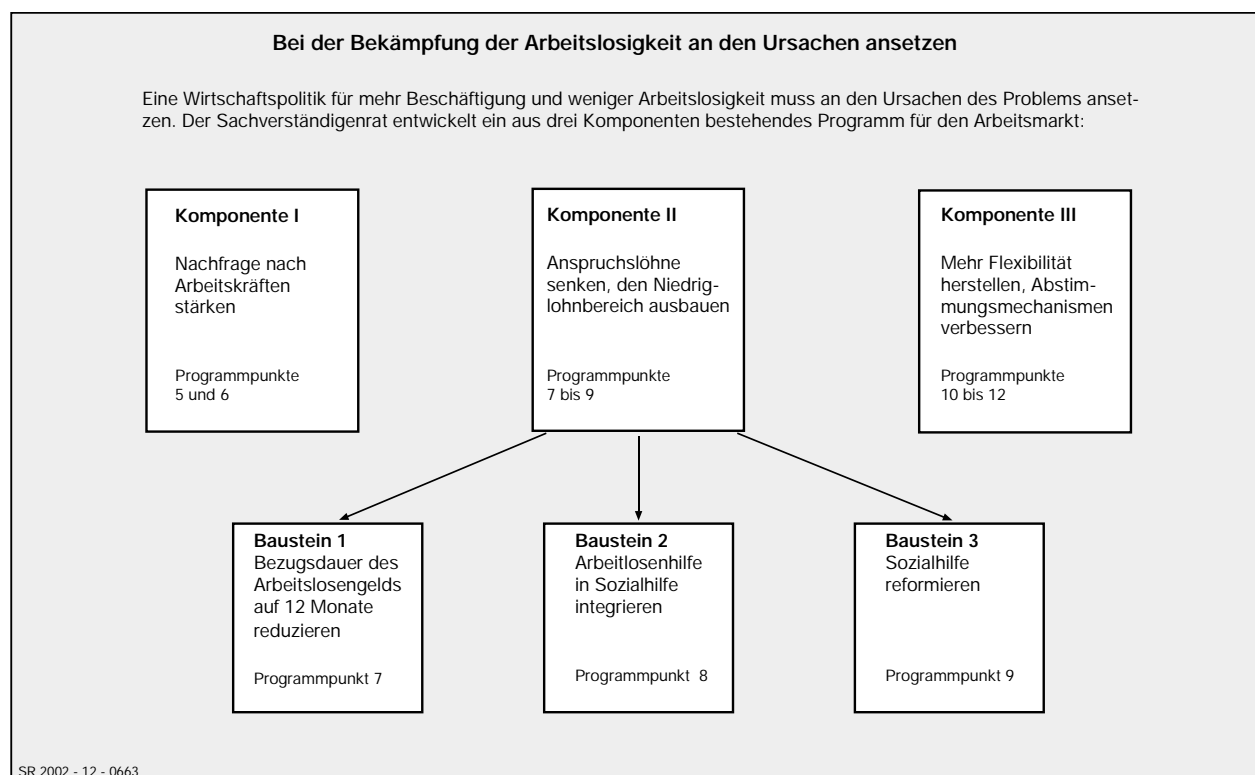 Bei der Bekämpfung der Arbeitslosigkeit an den Ursachen ansetzen
Eine Wirtschaftspolitik für mehr Beschäftigung und weniger Arbeitslosigkeit muss an den Ursachen des Problems anset-
zen. Der Sachverständigenrat entwickelt ein aus drei Komponenten bestehendes Programm für den Arbeitsmarkt:
Komponente I
Nachfrage nach
Arbeitskräften
stärken
Programmpunkte
5 und 6
Komponente II
Anspruchslöhne
senken, den Niedrig-
lohnbereich ausbauen
Programmpunkte
7 bis 9
Komponente III
Mehr Flexibilität
herstellen, Abstim-
mungsmechanismen
verbessern
Programmpunkte
10 bis 12
Baustein 1
Bezugsdauer des
Arbeitslosengelds
auf 12 Monate
reduzieren
Programmpunkt 7
Baustein 2
Arbeitlosenhilfe
in Sozialhilfe
integrieren
Programmpunkt 8
Baustein 3
Sozialhilfe
reformieren
Programmpunkt 9
SR 2002 - 12 - 0663